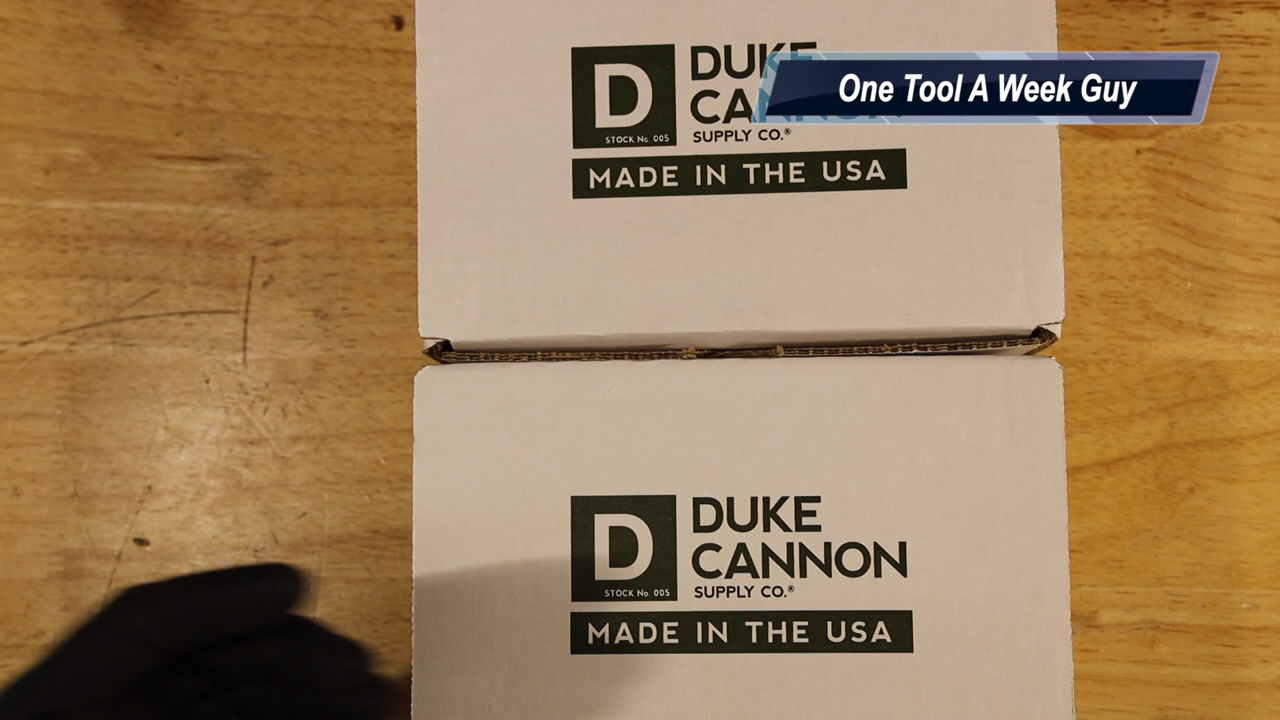 DUKE
One Tool A Week Guy
CANNON
D
STOCK No. 005
SUPPLY CO.®
MADE IN THE USA
DUKE
CANNON
D
STOCK No. 005
SUPPLY CO.®
MADE IN THE USA